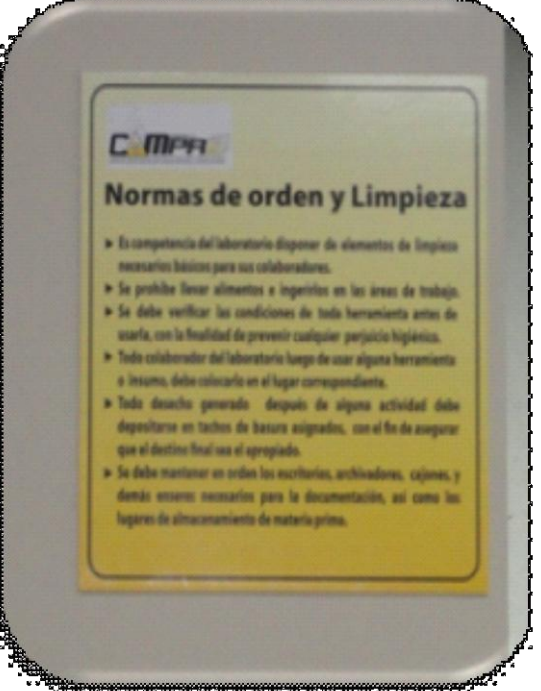 COMPA
Normas de orden y Limpieza
▶ Es competencia del laboratorio disponer de elementos de limpieza
necesarios básicos para sus colaboradores.
▶ Se prohibe llevar alimentos e ingerirlos en las áreas de trabajo.
▶ Se debe verificar las condiciones de toda herramienta antes de
usarla, con la finalidad de prevenir cualquier perjuicio higiénico.
▶ Todo colaborador del laboratorio luego de usar alguna herramienta
o insumo, debe colocarlo en el lugar correspondiente.
▶ Todo desecho generado después de alguna actividad debe
depositarse en tachos de basura asignados, con el fin de asegurar
que el destino final sea el apropiado.
▶ Se debe mantener en orden los escritorios, archivadores, cajones, y
demás enseres necesarios para la documentación, así como los
lugares de almacenamiento de materia prima.